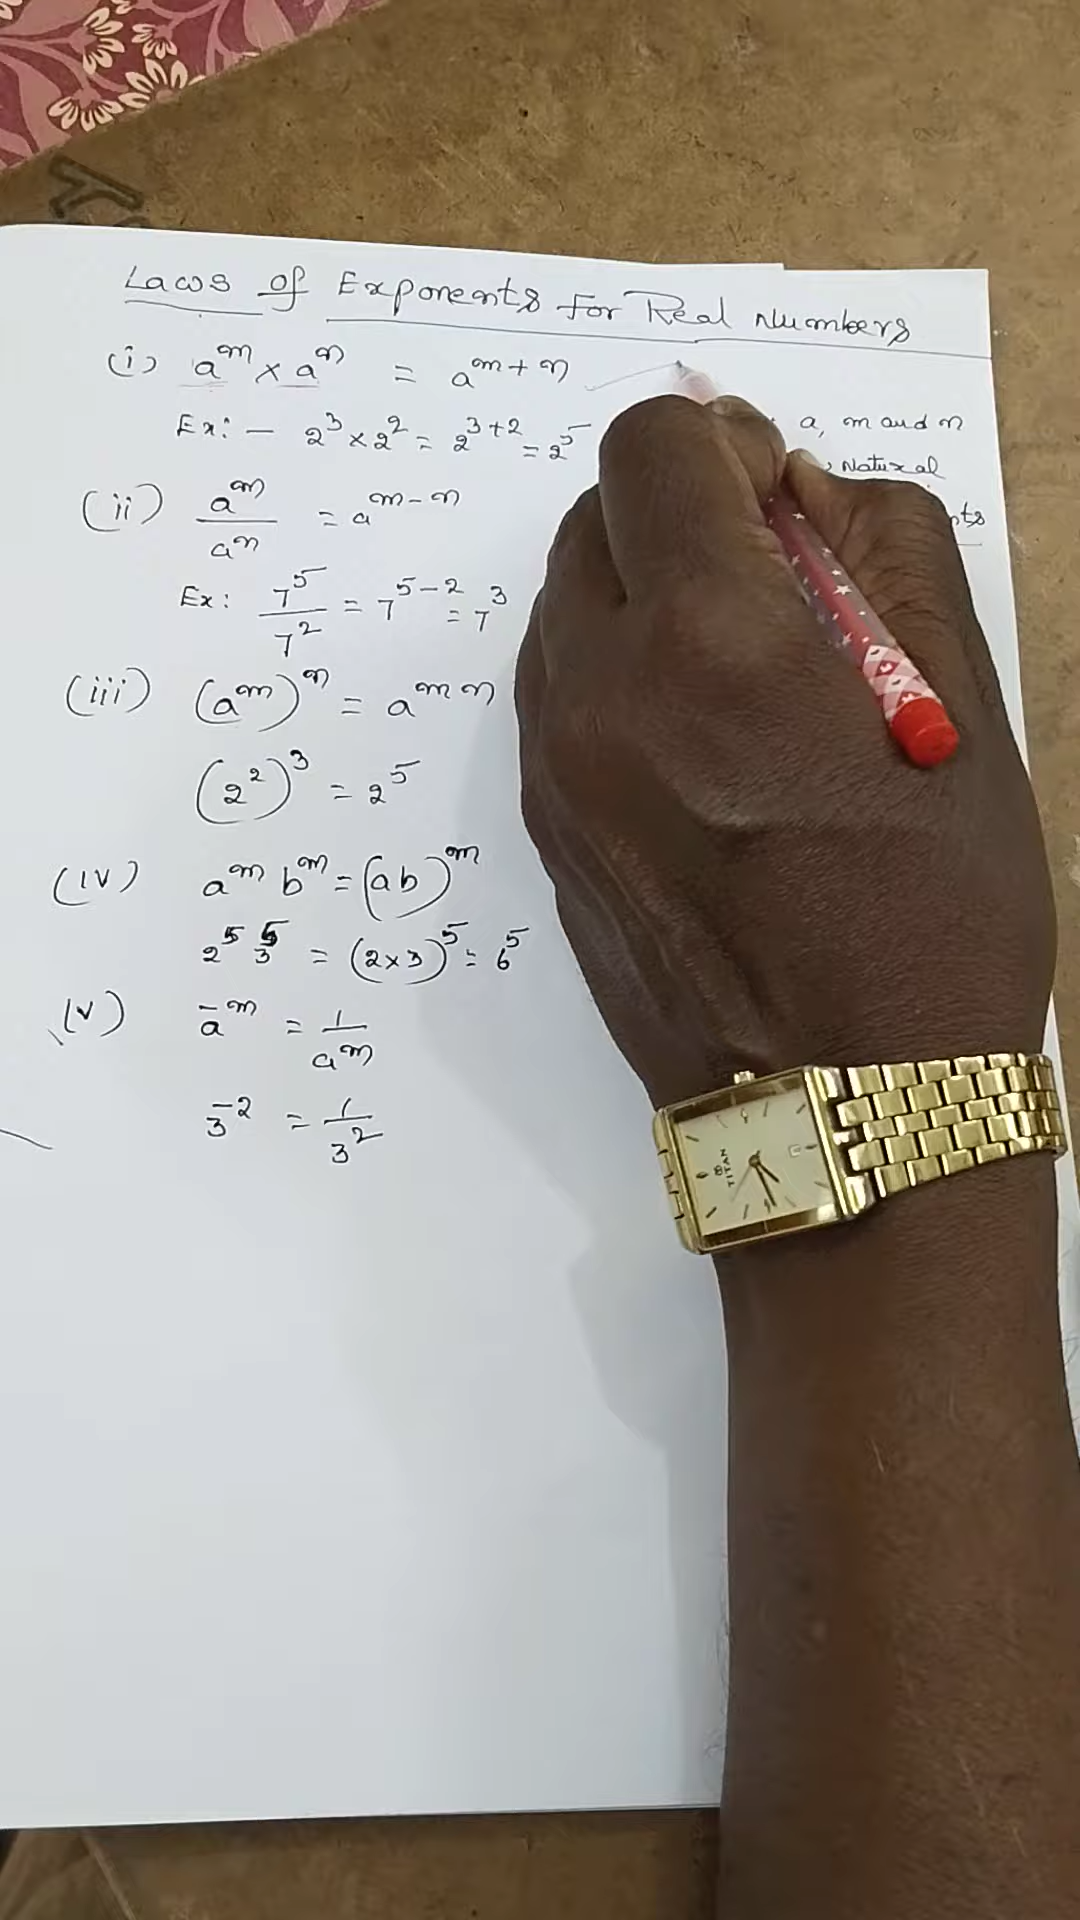 Laws of Exponents for Real Numbers
(i) a^m × a^n = a^(m+n)
a, m and n
Natural
Ex:- 2^3 × 2^2 = 2^(3+2) = 2^5
(ii) a^m / a^n = a^(m-n)
Ex: 7^5 / 7^2 = 7^(5-2) = 7^3
(iii) (a^m)^n = a^(mn)
(2^2)^3 = 2^5
(iv) a^m b^m = (ab)^m
2^5 3^5 = (2×3)^5 = 6^5
(v) a^-m = 1/a^m
3^-2 = 1/3^2
TITAN